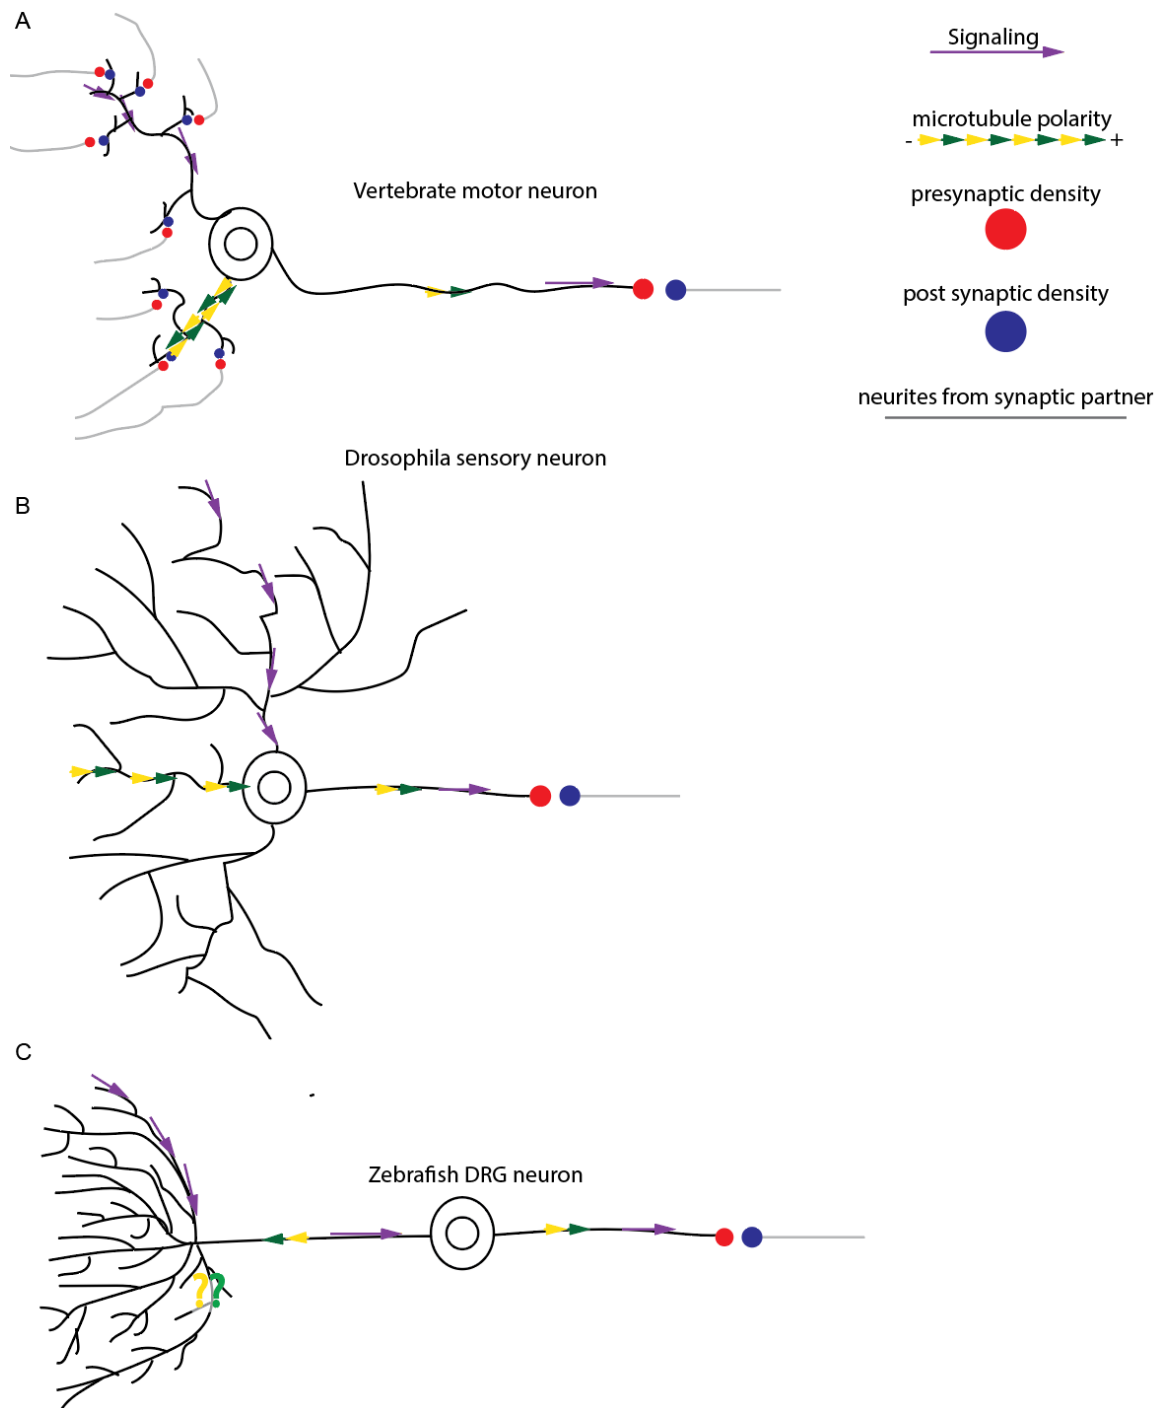 A
Signaling
microtubule polarity
- +
Vertebrate motor neuron
presynaptic density
post synaptic density
neurites from synaptic partner
Drosophila sensory neuron
B
C
Zebrafish DRG neuron
??